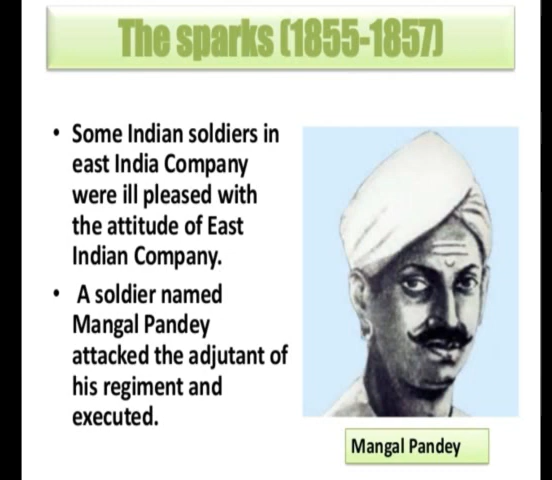 The sparks (1855-1857)
• Some Indian soldiers in
east India Company
were ill pleased with
the attitude of East
Indian Company.
• A soldier named
Mangal Pandey
attacked the adjutant of
his regiment and
executed.
Mangal Pandey